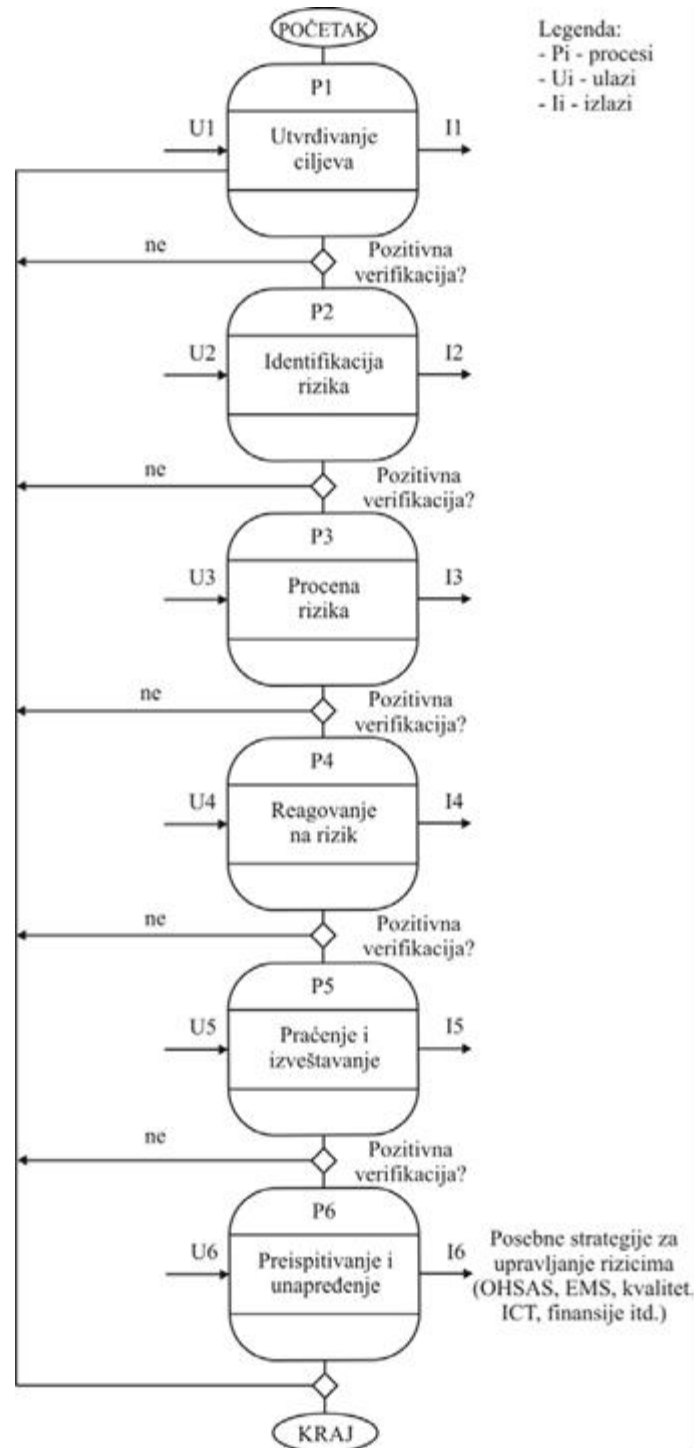 POČETAK
Legenda:
- Pi - procesi
- Ui - ulazi
- Ii - izlazi
P1
U1
Utvrđivanje
ciljeva
I1
ne
Pozitivna
verifikacija?
P2
U2
Identifikacija
rizika
I2
ne
Pozitivna
verifikacija?
P3
U3
Procena
rizika
I3
ne
Pozitivna
verifikacija?
P4
U4
Reagovanje
na rizik
I4
ne
Pozitivna
verifikacija?
P5
U5
Praćenje i
izveštavanje
I5
ne
Pozitivna
verifikacija?
P6
U6
Preispitivanje i
unapređenje
I6
Posebne strategije za
upravljanje rizicima
(OHSAS, EMS, kvalitet.
ICT, finansije itd.)
KRAJ